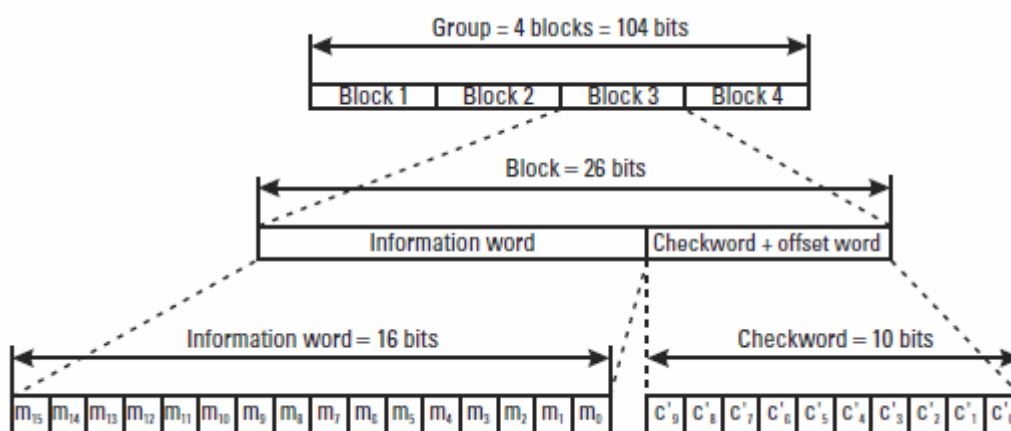 Group = 4 blocks = 104 bits
Block 1 Block 2 Block 3 Block 4
Block = 26 bits
Information word Checkword + offset word
Information word = 16 bits Checkword = 10 bits
m₁₅ m₁₄ m₁₃ m₁₂ m₁₁ m₁₀ m₉ m₈ m₇ m₆ m₅ m₄ m₃ m₂ m₁ m₀ c'₉ c'₈ c'₇ c'₆ c'₅ c'₄ c'₃ c'₂ c'₁ c'₀